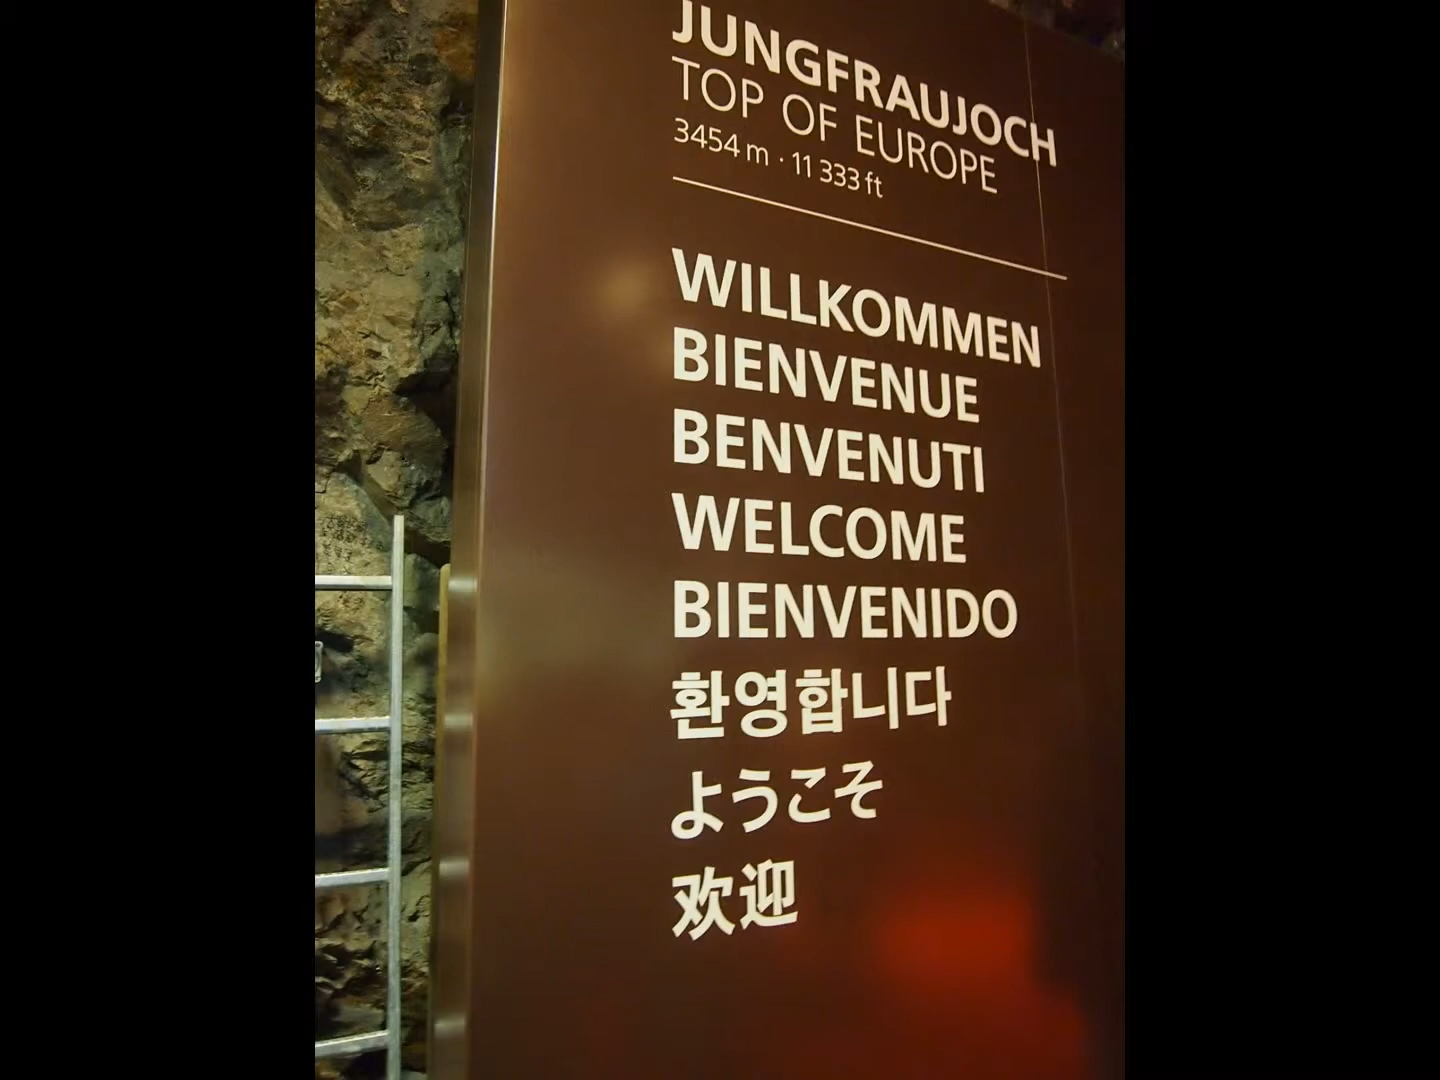 JUNGFRAUJOCH
TOP OF EUROPE
3454 m · 11 333 ft
WILLKOMMEN
BIENVENUE
BENVENUTI
WELCOME
BIENVENIDO
환영합니다
ようこそ
欢迎